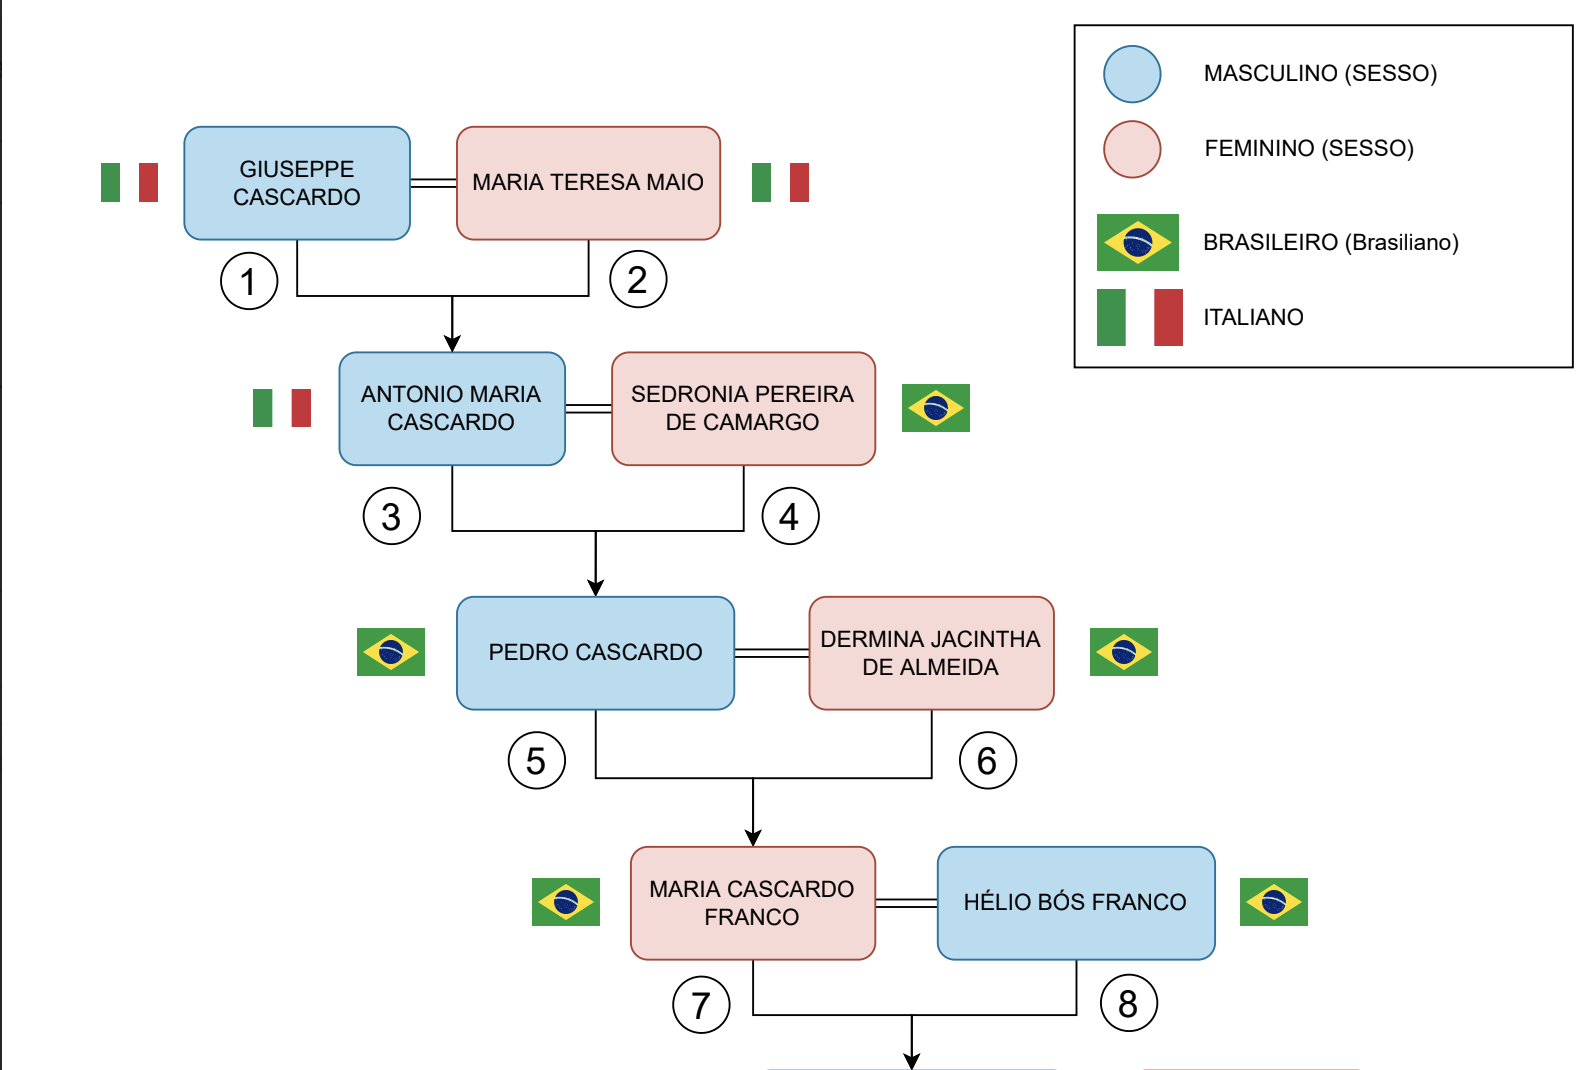 MASCULINO (SESSO)
FEMININO (SESSO)
BRASILEIRO (Brasiliano)
ITALIANO
GIUSEPPE
CASCARDO
MARIA TERESA MAIO
1
2
ANTONIO MARIA
CASCARDO
SEDRONIA PEREIRA
DE CAMARGO
3
4
PEDRO CASCARDO
DERMINA JACINTHA
DE ALMEIDA
5
6
MARIA CASCARDO
FRANCO
HÉLIO BÓS FRANCO
7
8